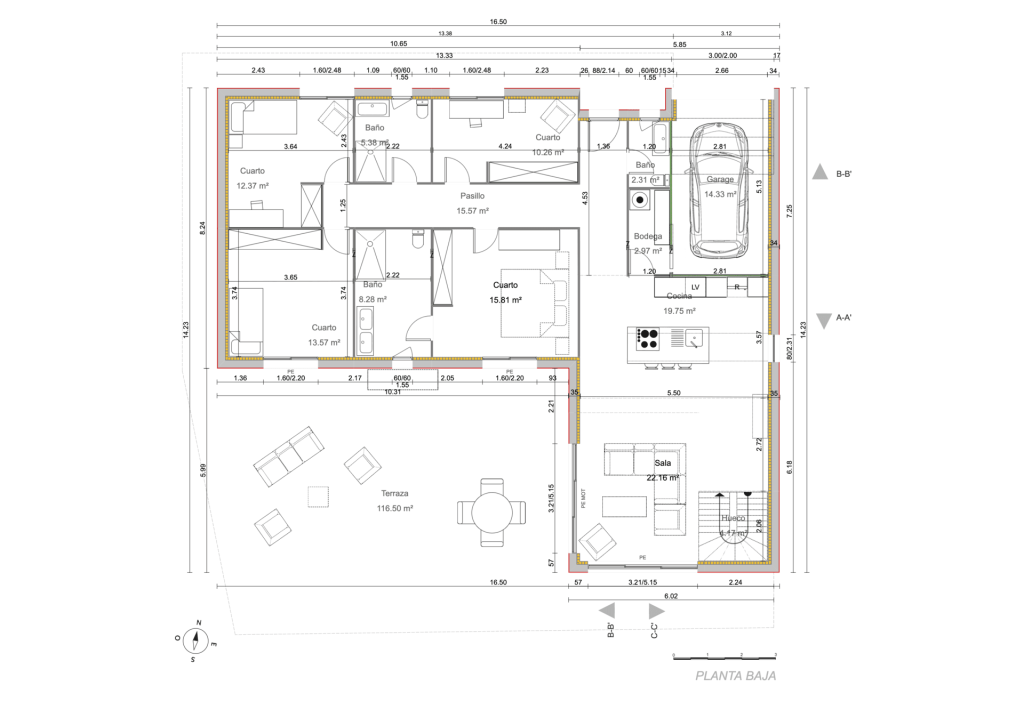 16.50
13.38 3.12
10.65 5.85
13.33 3.00/2.00 17
2.43 1.60/2.48 1.09 60/60 1.10 1.60/2.48 2.23 26 88/2.14 60 60/60 15 34 2.66 34
1.55 1.55
Baño
5.38 m²
2.22
2.43
3.64
4.24
Cuarto
10.26 m²
1.36
1.20
2.81
Baño
2.31 m²
Garage
14.33 m²
5.13
B-B'
Cuarto
12.37 m²
Pasillo
15.57 m²
1.25
4.53
7.25
8.24
Bodega
2.97 m²
34
3.65
2.22
1.20
2.81
3.74
3.74
Baño
8.28 m²
Cuarto
15.81 m²
LV
R
Cocina
19.75 m²
A-A'
Cuarto
13.57 m²
14.23
14.23
3.57
80/2.31
PE PE
1.36 1.60/2.20 2.17 60/60 2.05 1.60/2.20 93
1.55
10.31 35 5.50 35
2.21
2.72
5.99
6.18
Sala
22.16 m²
Terraza
116.50 m²
3.21/5.15
PE MOT
Hueco
4.17 m²
2.06
PE
57
16.50 57 3.21/5.15 2.24
6.02
B-B'
C-C'
N
O
E
S
0 1 2 3
PLANTA BAJA